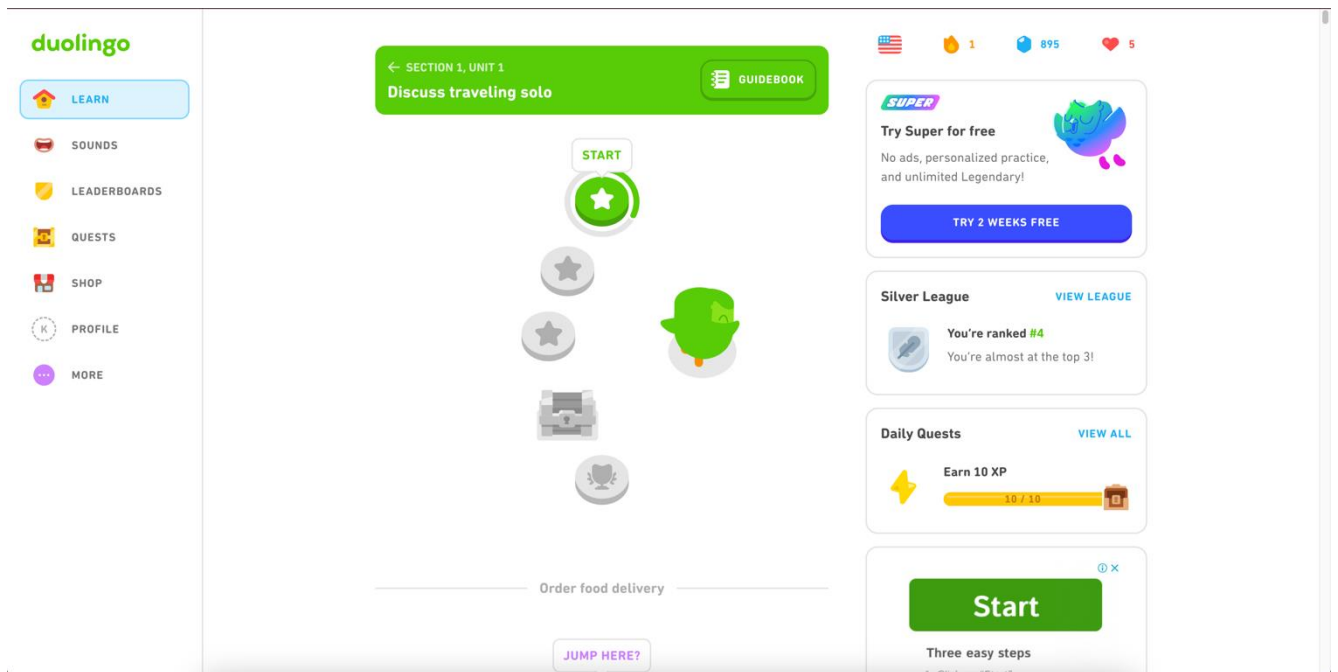 duolingo
LEARN
SOUNDS
LEADERBOARDS
QUESTS
SHOP
K PROFILE
MORE
← SECTION 1, UNIT 1
Discuss traveling solo
GUIDEBOOK
START
Order food delivery
JUMP HERE?
1 895 5
SUPER
Try Super for free
No ads, personalized practice,
and unlimited Legendary!
TRY 2 WEEKS FREE
Silver League VIEW LEAGUE
You're ranked #4
You're almost at the top 3!
Daily Quests VIEW ALL
Earn 10 XP
10 / 10
Start
Three easy steps